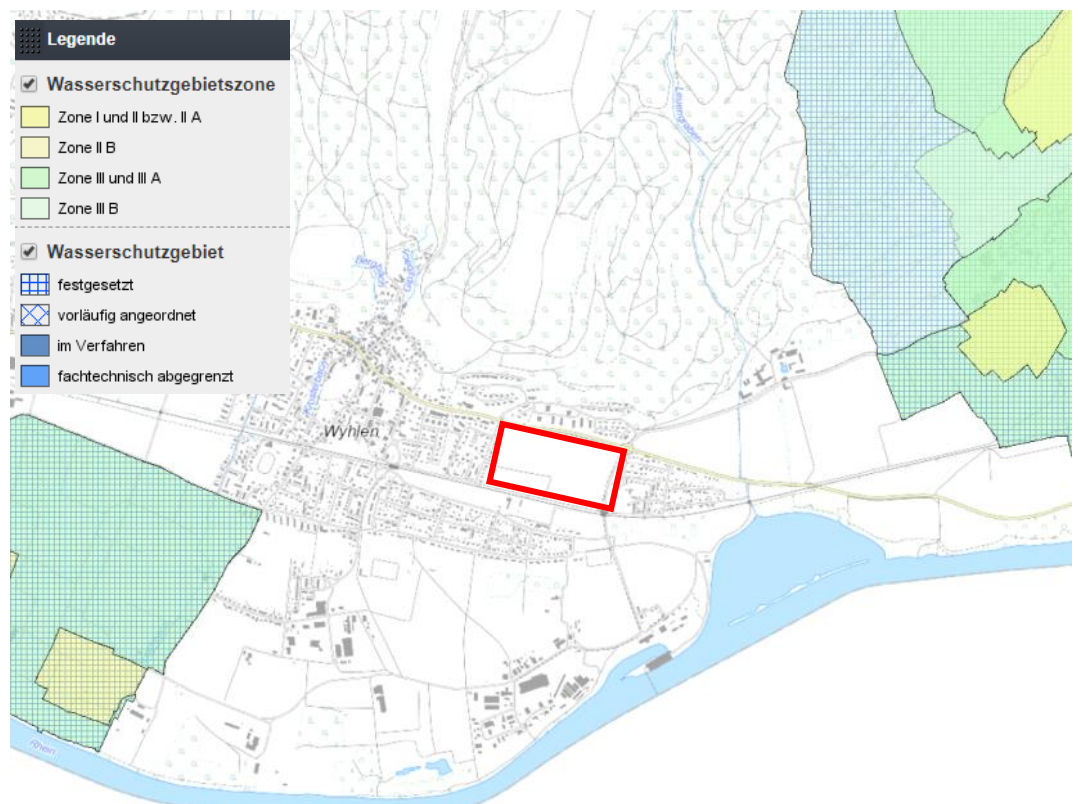 Legende
Wasserschutzgebietszone
Zone I und II bzw. II A
Zone II B
Zone III und III A
Zone III B
Wasserschutzgebiet
festgesetzt
vorläufig angeordnet
im Verfahren
fachtechnisch abgegrenzt
Wyhlen
Rhein